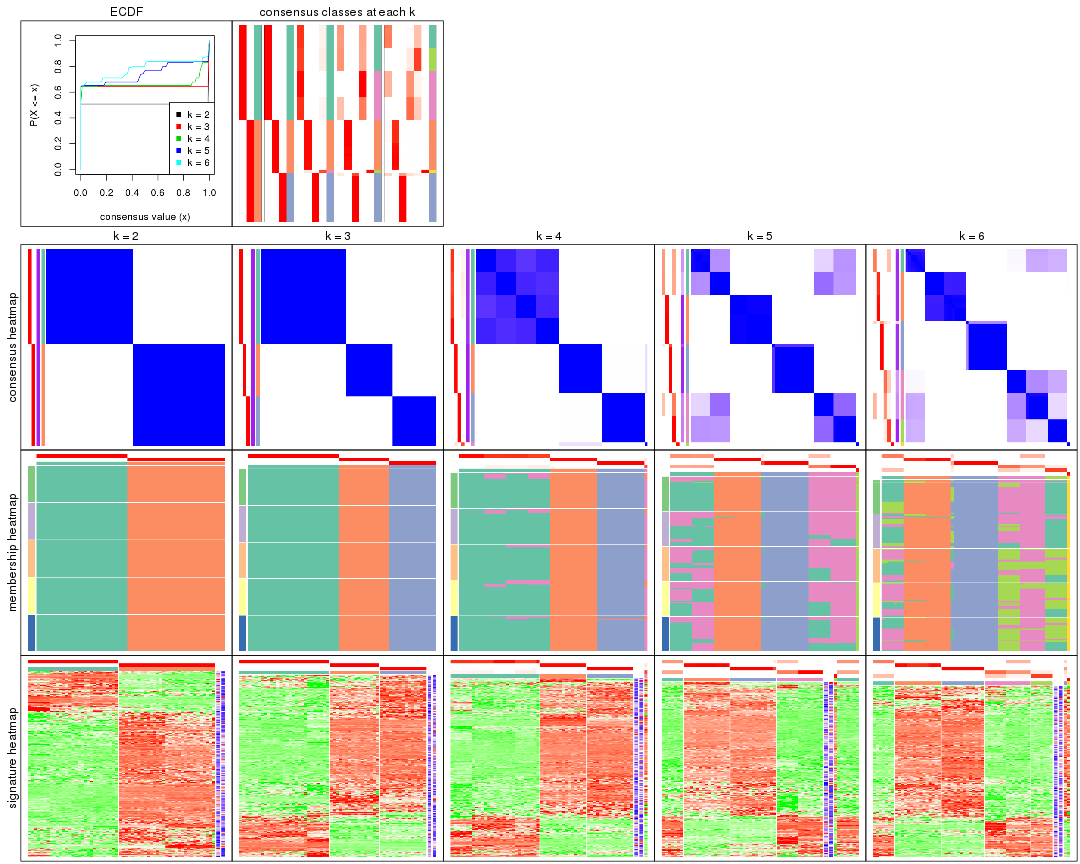 ECDF
consensus classes at each k
P(X <= x)
1.0
0.8
0.6
0.4
0.2
0.0
k = 2
k = 3
k = 4
k = 5
k = 6
0.0 0.2 0.4 0.6 0.8 1.0
consensus value (x)
k = 2
k = 3
k = 4
k = 5
k = 6
consensus heatmap
membership heatmap
signature heatmap